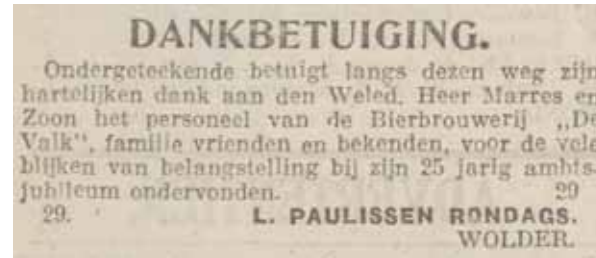 DANKBETUIGING.
Ondergeteekende betuigt langs dezen weg zijn
hartelijken dank aan den Weled. Heer Marres en
Zoon het personeel van de Bierbrouwerij „De
Valk“, familie vrienden en bekenden, voor de vele
blijken van belangstelling bij zijn 25 jarig ambts-
jubileum ondervonden. 29
29. L. PAULISSEN RONDAGS.
WOLDER.